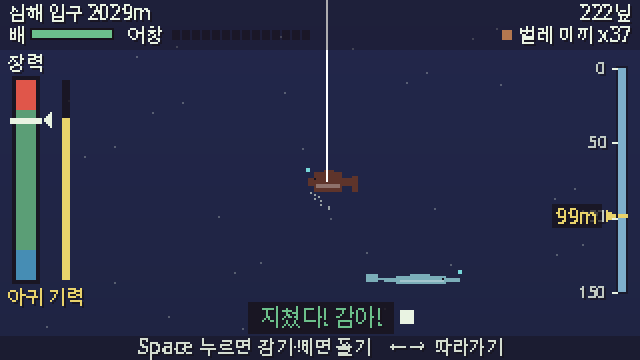 심해 입구 2029m
222닢
배
어창
벌레 미끼 x37
장력
0
50
99m
150
아귀 기력
지쳤다! 감아!
Space 누르면 감기·떼면 풀기 ←→ 따라가기